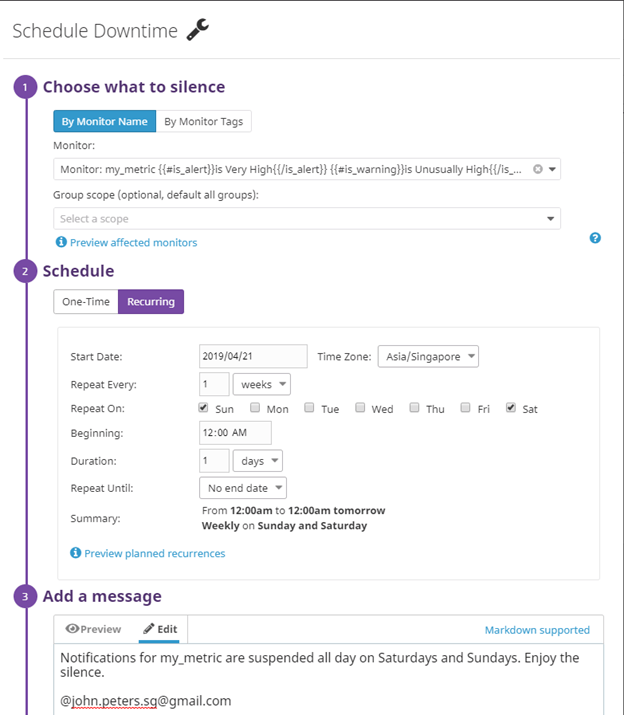 Schedule Downtime
1 Choose what to silence
By Monitor Name By Monitor Tags
Monitor:
Monitor: my_metric {{#is_alert}}is Very High{{/is_alert}} {{#is_warning}}is Unusually High{{/is_...
Group scope (optional, default all groups):
Select a scope
Preview affected monitors
2 Schedule
One-Time Recurring
Start Date: 2019/04/21 Time Zone: Asia/Singapore
Repeat Every: 1 weeks
Repeat On: Sun Mon Tue Wed Thu Fri Sat
Beginning: 12:00 AM
Duration: 1 days
Repeat Until: No end date
Summary: From 12:00am to 12:00am tomorrow
Weekly on Sunday and Saturday
Preview planned recurrences
3 Add a message
Preview Edit Markdown supported
Notifications for my_metric are suspended all day on Saturdays and Sundays. Enjoy the
silence.
@john.peters.sg@gmail.com